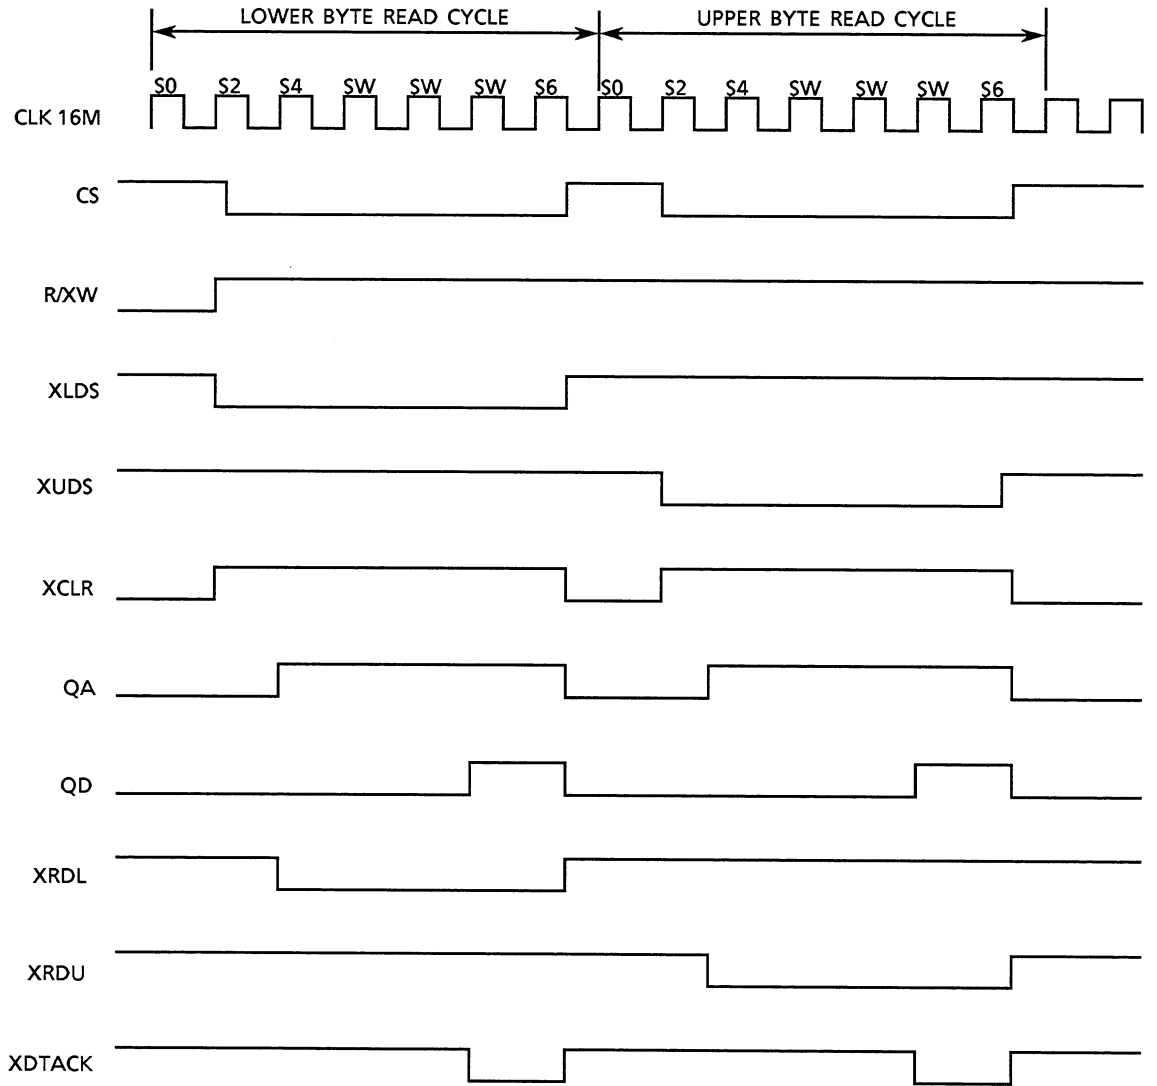 LOWER BYTE READ CYCLE UPPER BYTE READ CYCLE
S0 S2 S4 SW SW SW S6 S0 S2 S4 SW SW SW S6
CLK 16M
CS
R/XW
XLDS
XUDS
XCLR
QA
QD
XRDL
XRDU
XDTACK